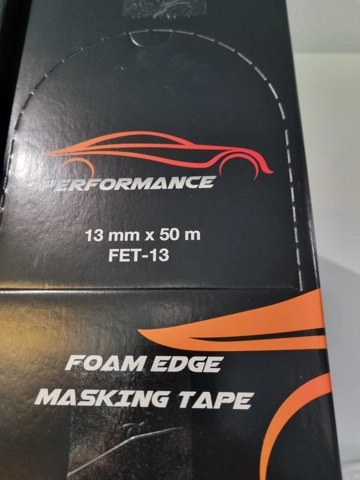 PERFORMANCE
13 mm x 50 m
FET-13
FOAM EDGE
MASKING TAPE